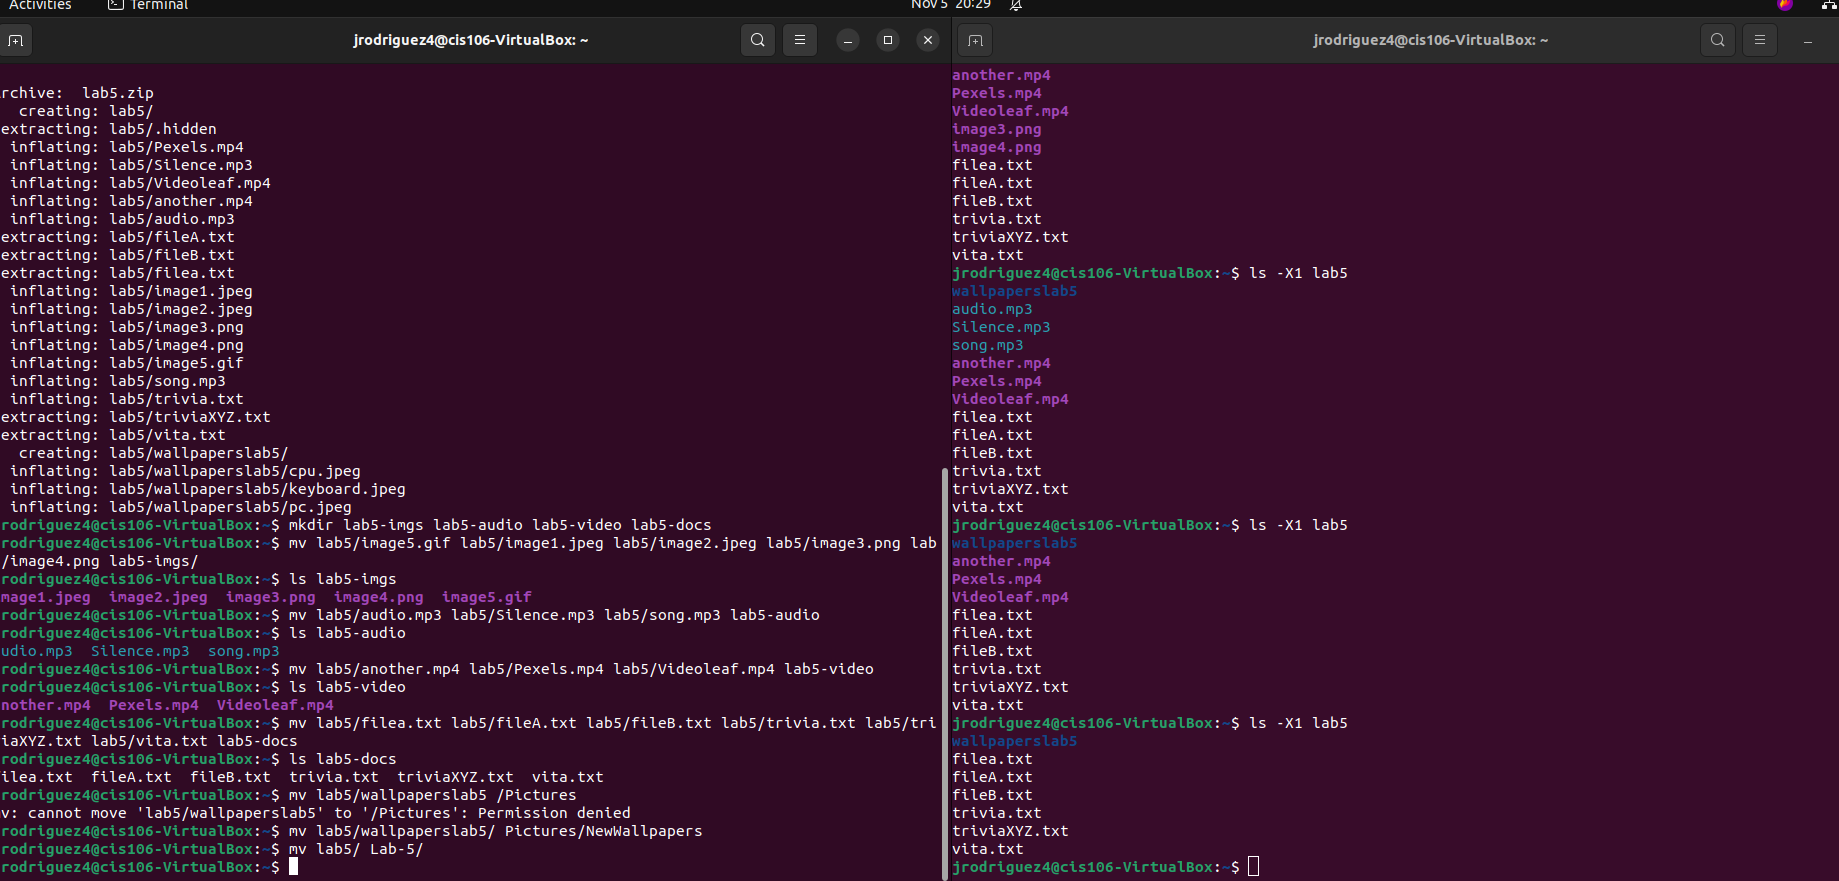 Activities Terminal Nov 5 20:29
jrodriguez4@cis106-VirtualBox: ~
rchive:  lab5.zip
   creating: lab5/
extracting: lab5/.hidden
 inflating: lab5/Pexels.mp4
 inflating: lab5/Silence.mp3
 inflating: lab5/Videoleaf.mp4
 inflating: lab5/another.mp4
 inflating: lab5/audio.mp3
extracting: lab5/fileA.txt
extracting: lab5/fileB.txt
extracting: lab5/filea.txt
 inflating: lab5/image1.jpeg
 inflating: lab5/image2.jpeg
 inflating: lab5/image3.png
 inflating: lab5/image4.png
 inflating: lab5/image5.gif
 inflating: lab5/song.mp3
 inflating: lab5/trivia.txt
extracting: lab5/triviaXYZ.txt
extracting: lab5/vita.txt
   creating: lab5/wallpaperslab5/
 inflating: lab5/wallpaperslab5/cpu.jpeg
 inflating: lab5/wallpaperslab5/keyboard.jpeg
 inflating: lab5/wallpaperslab5/pc.jpeg
rodriguez4@cis106-VirtualBox:~$ mkdir lab5-imgs lab5-audio lab5-video lab5-docs
rodriguez4@cis106-VirtualBox:~$ mv lab5/image5.gif lab5/image1.jpeg lab5/image2.jpeg lab5/image3.png lab
/image4.png lab5-imgs/
rodriguez4@cis106-VirtualBox:~$ ls lab5-imgs
mage1.jpeg  image2.jpeg  image3.png  image4.png  image5.gif
rodriguez4@cis106-VirtualBox:~$ mv lab5/audio.mp3 lab5/Silence.mp3 lab5/song.mp3 lab5-audio
rodriguez4@cis106-VirtualBox:~$ ls lab5-audio
udio.mp3  Silence.mp3  song.mp3
rodriguez4@cis106-VirtualBox:~$ mv lab5/another.mp4 lab5/Pexels.mp4 lab5/Videoleaf.mp4 lab5-video
rodriguez4@cis106-VirtualBox:~$ ls lab5-video
nother.mp4  Pexels.mp4  Videoleaf.mp4
rodriguez4@cis106-VirtualBox:~$ mv lab5/filea.txt lab5/fileA.txt lab5/fileB.txt lab5/trivia.txt lab5/tri
iaXYZ.txt lab5/vita.txt lab5-docs
rodriguez4@cis106-VirtualBox:~$ ls lab5-docs
ilea.txt  fileA.txt  fileB.txt  trivia.txt  triviaXYZ.txt  vita.txt
rodriguez4@cis106-VirtualBox:~$ mv lab5/wallpaperslab5 /Pictures
v: cannot move 'lab5/wallpaperslab5' to '/Pictures': Permission denied
rodriguez4@cis106-VirtualBox:~$ mv lab5/wallpaperslab5/ Pictures/NewWallpapers
rodriguez4@cis106-VirtualBox:~$ mv lab5/ Lab-5/
rodriguez4@cis106-VirtualBox:~$
jrodriguez4@cis106-VirtualBox: ~
another.mp4
Pexels.mp4
Videoleaf.mp4
image3.png
image4.png
filea.txt
fileA.txt
fileB.txt
trivia.txt
triviaXYZ.txt
vita.txt
jrodriguez4@cis106-VirtualBox:~$ ls -X1 lab5
wallpaperslab5
audio.mp3
Silence.mp3
song.mp3
another.mp4
Pexels.mp4
Videoleaf.mp4
filea.txt
fileA.txt
fileB.txt
trivia.txt
triviaXYZ.txt
vita.txt
jrodriguez4@cis106-VirtualBox:~$ ls -X1 lab5
wallpaperslab5
another.mp4
Pexels.mp4
Videoleaf.mp4
filea.txt
fileA.txt
fileB.txt
trivia.txt
triviaXYZ.txt
vita.txt
jrodriguez4@cis106-VirtualBox:~$ ls -X1 lab5
wallpaperslab5
filea.txt
fileA.txt
fileB.txt
trivia.txt
triviaXYZ.txt
vita.txt
jrodriguez4@cis106-VirtualBox:~$